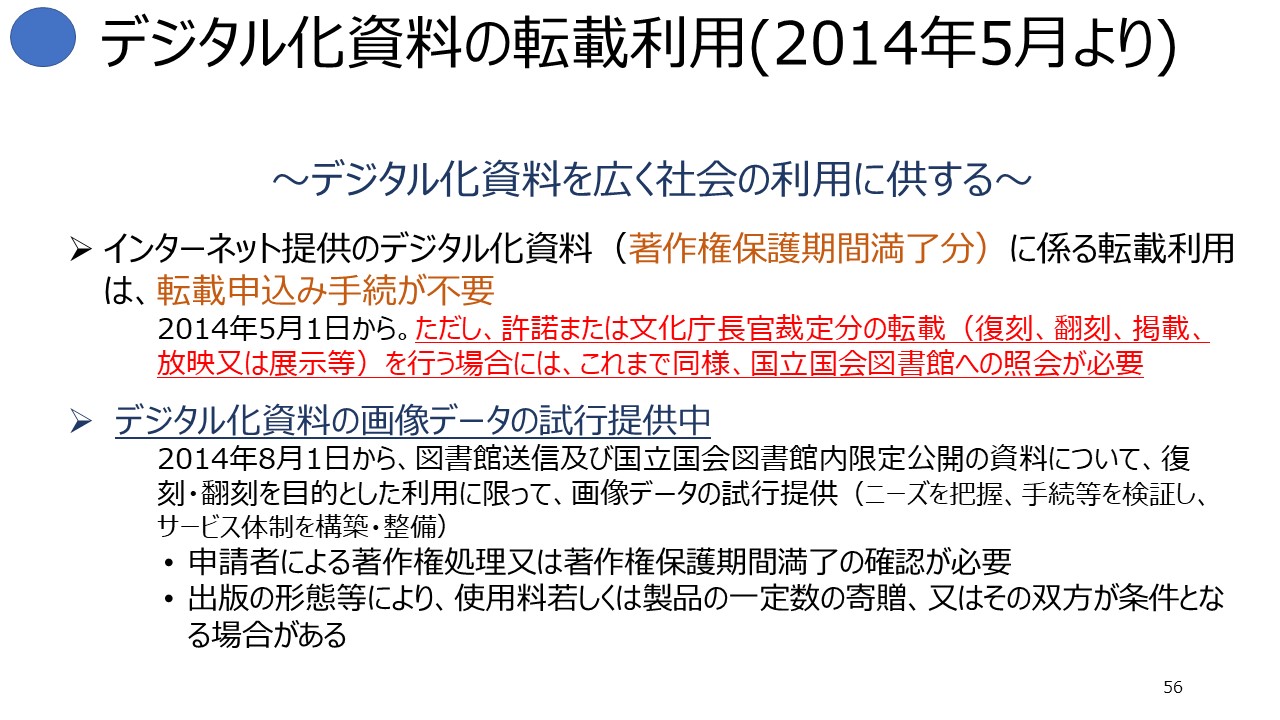 デジタル化資料の転載利用(2014年5月より)
～デジタル化資料を広く社会の利用に供する～
➢ インターネット提供のデジタル化資料（著作権保護期間満了分）に係る転載利用
は、転載申込み手続が不要
2014年5月1日から。ただし、許諾または文化庁長官裁定分の転載（復刻、翻刻、掲載、
放映又は展示等）を行う場合には、これまで同様、国立国会図書館への照会が必要
➢ デジタル化資料の画像データの試行提供中
2014年8月1日から、図書館送信及び国立国会図書館内限定公開の資料について、復
刻・翻刻を目的とした利用に限って、画像データの試行提供（ニーズを把握、手続等を検証し、
サービス体制を構築・整備）
• 申請者による著作権処理又は著作権保護期間満了の確認が必要
• 出版の形態等により、使用料若しくは製品の一定数の寄贈、又はその双方が条件とな
る場合がある
56